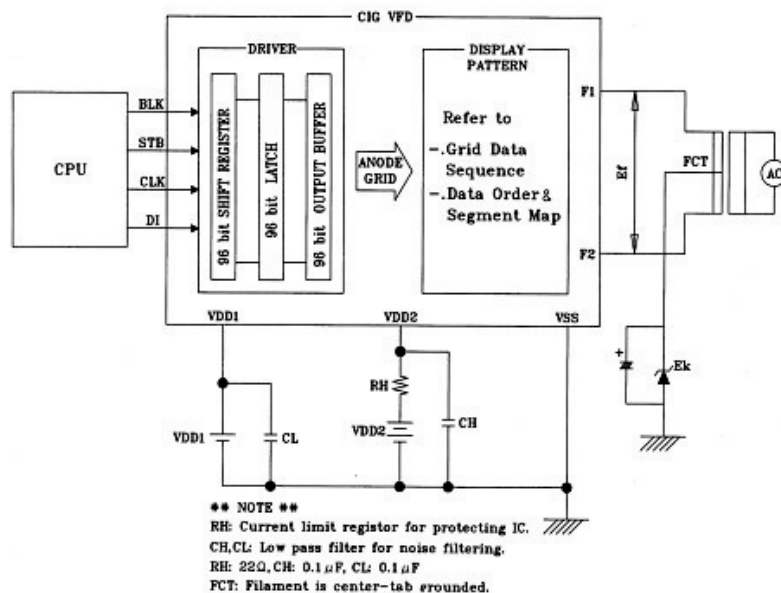 CIG VFD
DRIVER
DISPLAY
PATTERN
CPU
BLK
STB
CLK
DI
96 bit SHIFT REGISTER
96 bit LATCH
96 bit OUTPUT BUFFER
ANODE
GRID
Refer to
-.Grid Data
Sequence
-.Data Order&
Segment Map
F1
Ef
F2
FCT
AC
VDD1
VDD2
VSS
+
Ek
RH
VDD1
CL
VDD2
CH
** NOTE **
RH: Current limit registor for protecting IC.
CH,CL: Low pass filter for noise filtering.
RH: 22Ω, CH: 0.1μF, CL: 0.1μF
FCT: Filament is center-tab grounded.